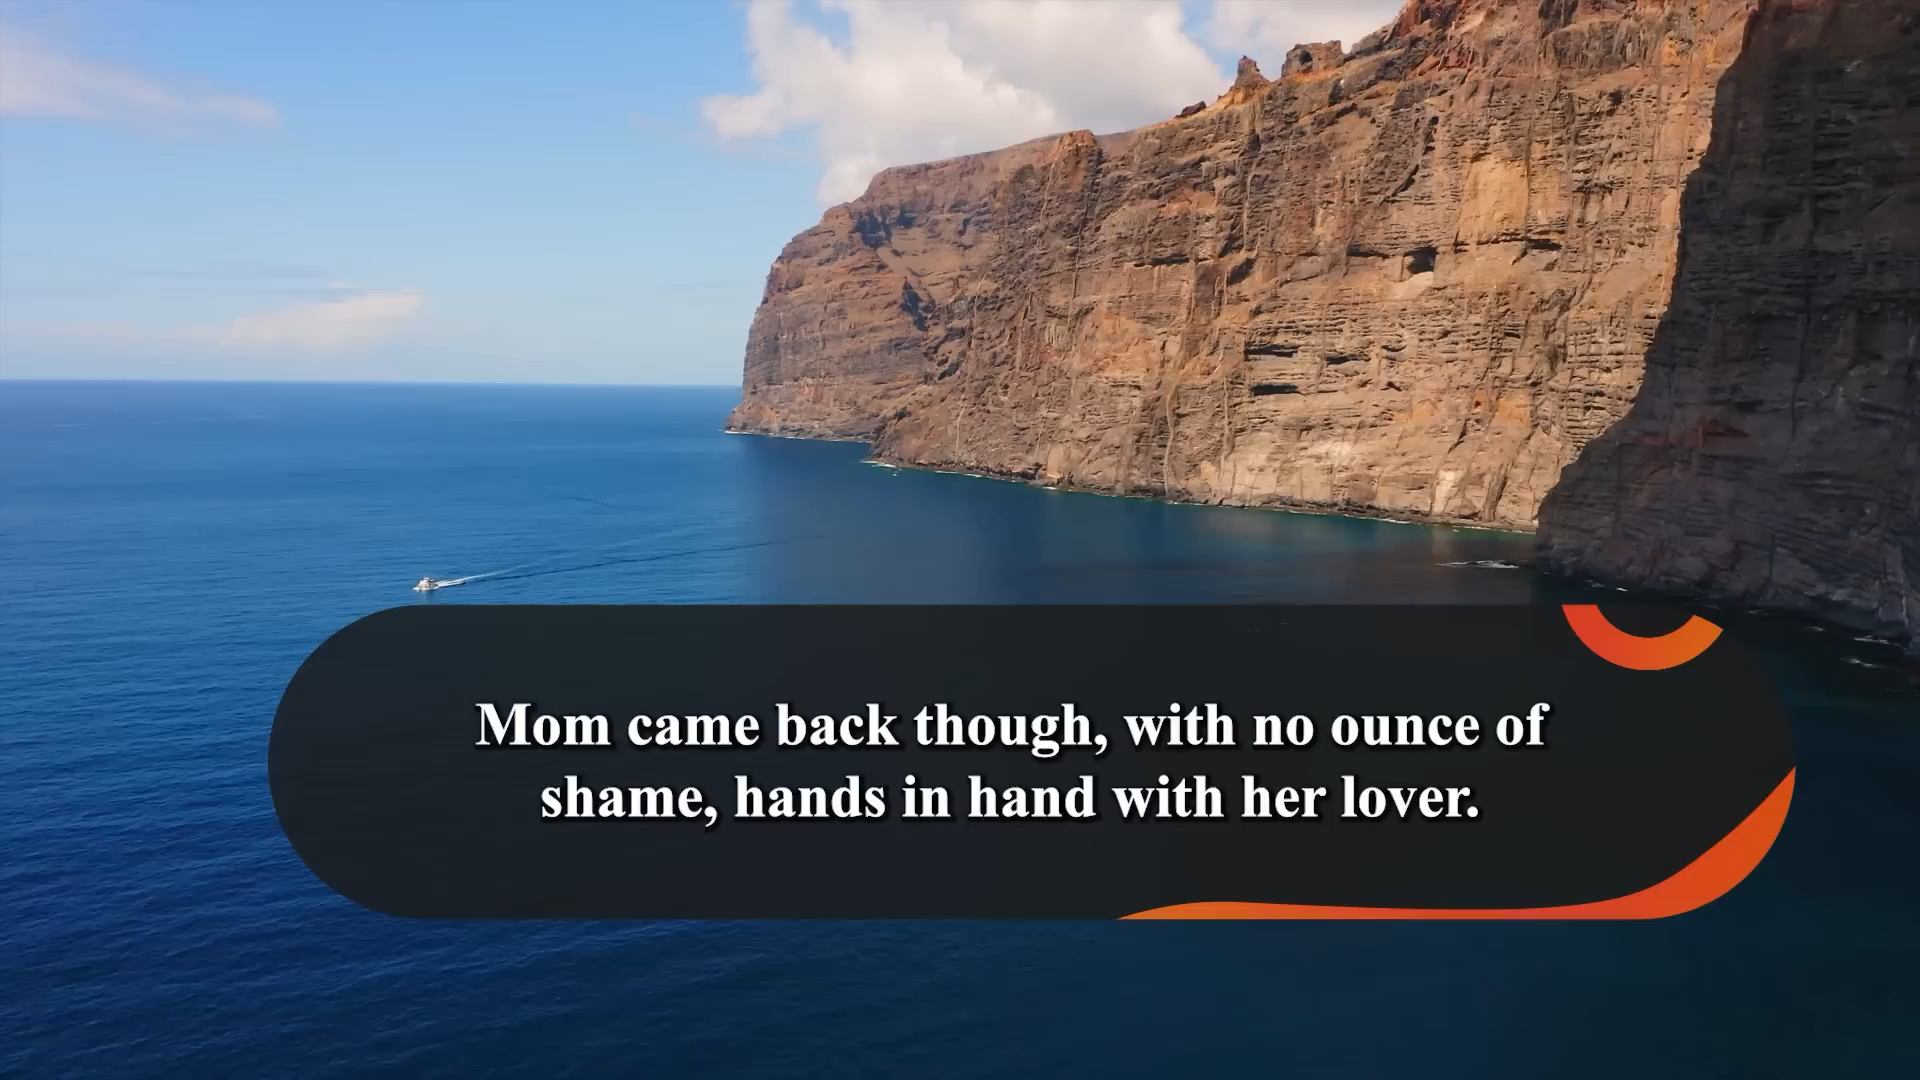 Mom came back though, with no ounce of
shame, hands in hand with her lover.